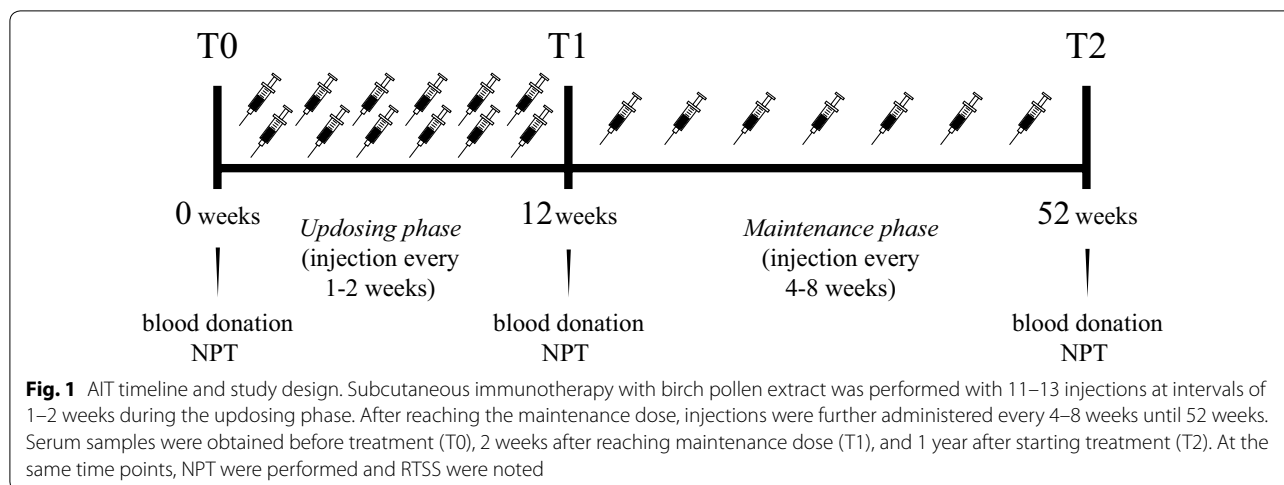 T0 T1 T2
0 weeks 12 weeks 52 weeks
Updosing phase Maintenance phase
(injection every (injection every
1-2 weeks) 4-8 weeks)
blood donation blood donation blood donation
NPT NPT NPT
Fig. 1 AIT timeline and study design. Subcutaneous immunotherapy with birch pollen extract was performed with 11–13 injections at intervals of
1–2 weeks during the updosing phase. After reaching the maintenance dose, injections were further administered every 4–8 weeks until 52 weeks.
Serum samples were obtained before treatment (T0), 2 weeks after reaching maintenance dose (T1), and 1 year after starting treatment (T2). At the
same time points, NPT were performed and RTSS were noted